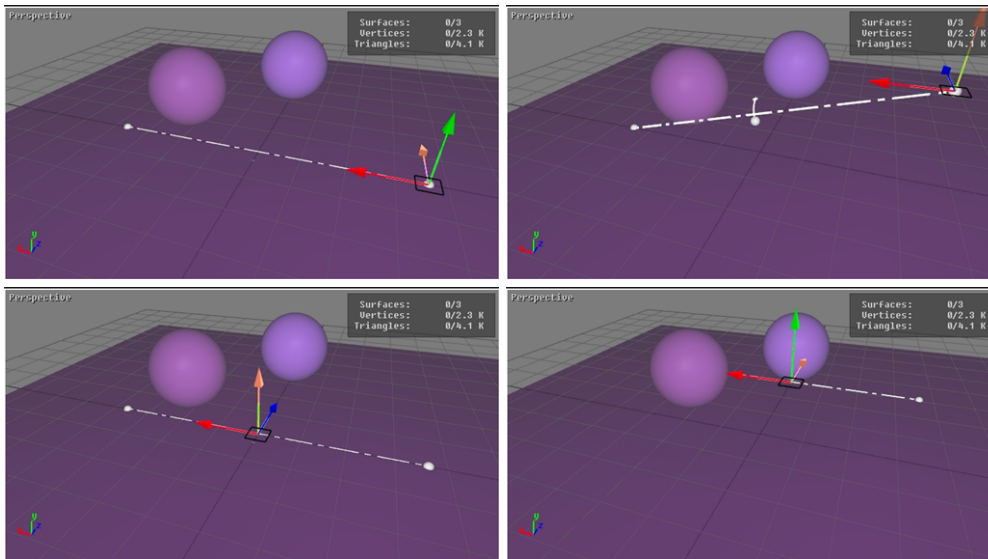 Perspective
Surfaces: 0/3
Vertices: 0/2.3 K
Triangles: 0/4.1 K
y
z
Perspective
Surfaces: 0/3
Vertices: 0/2.3 K
Triangles: 0/4.1 K
y
z
Perspective
Surfaces: 0/3
Vertices: 0/2.3 K
Triangles: 0/4.1 K
y
z
Perspective
Surfaces: 0/3
Vertices: 0/2.3 K
Triangles: 0/4.1 K
y
z